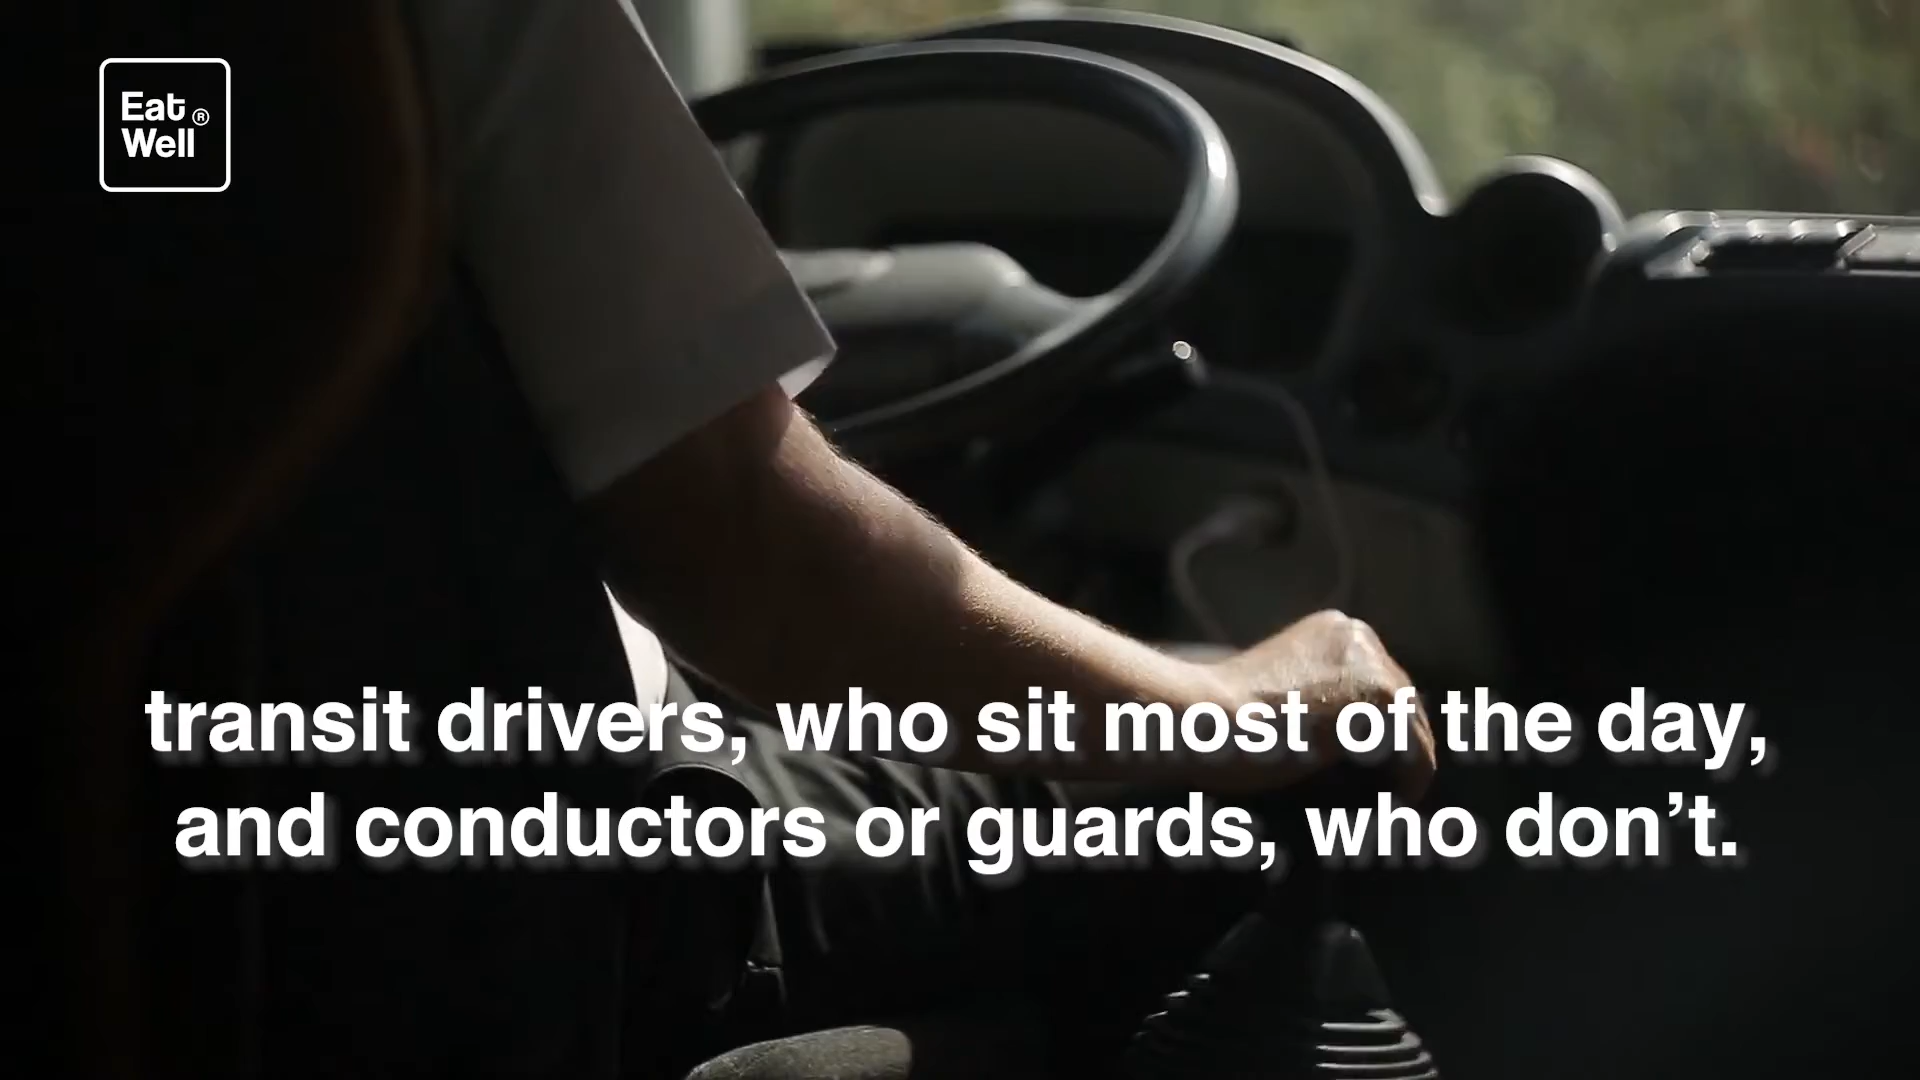 Eat ®
Well
transit drivers, who sit most of the day,
and conductors or guards, who don’t.